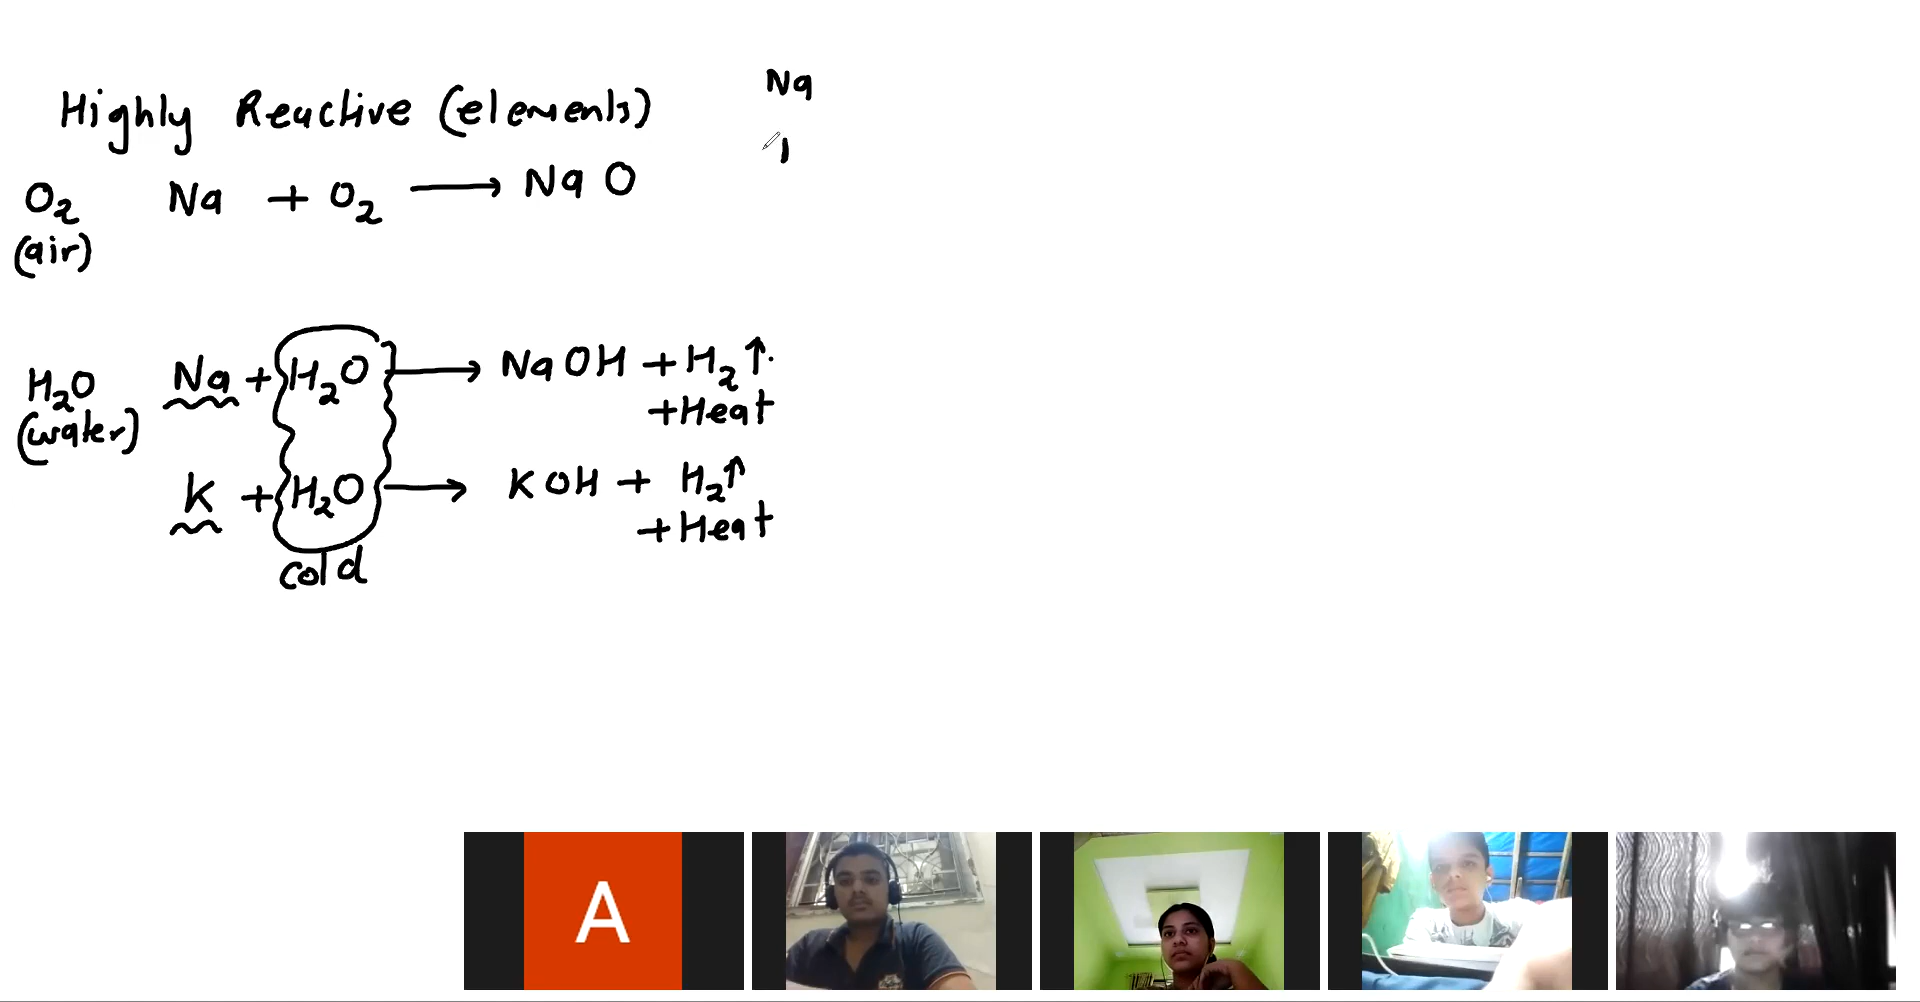 Highly Reactive (elements)
Na
1
O₂ Na + O₂ → Na O
(air)
H₂O Na + H₂O → NaOH + H₂↑.
(water) +Heat
K + H₂O → KOH + H₂↑
+Heat
cold
A